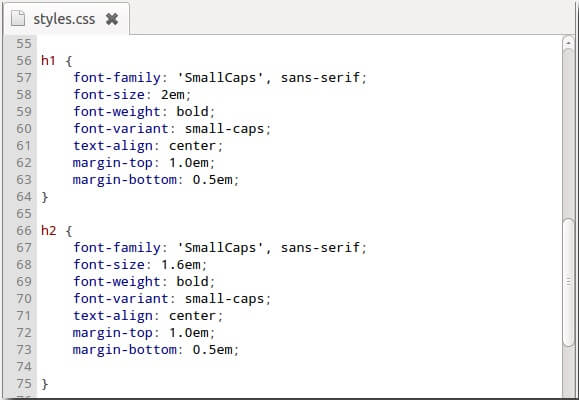 styles.css
55
56 h1 {
57     font-family: 'SmallCaps', sans-serif;
58     font-size: 2em;
59     font-weight: bold;
60     font-variant: small-caps;
61     text-align: center;
62     margin-top: 1.0em;
63     margin-bottom: 0.5em;
64 }
65
66 h2 {
67     font-family: 'SmallCaps', sans-serif;
68     font-size: 1.6em;
69     font-weight: bold;
70     font-variant: small-caps;
71     text-align: center;
72     margin-top: 1.0em;
73     margin-bottom: 0.5em;
74
75 }